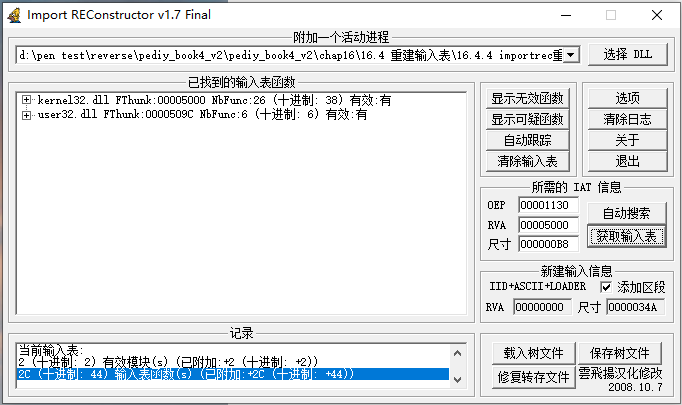 Import REConstructor v1.7 Final
附加一个活动进程
d:\pen test\reverse\pediy_book4_v2\pediy_book4_v2\chap16\16.4 重建输入表\16.4.4 importrec重
选择 DLL
已找到的输入表函数
kernel32.dll FThunk:00005000 NbFunc:26 (十进制: 38) 有效:有
user32.dll FThunk:0000509C NbFunc:6 (十进制: 6) 有效:有
显示无效函数
显示可疑函数
自动跟踪
清除输入表
选项
清除日志
关于
退出
所需的 IAT 信息
OEP 00001130
RVA 00005000
尺寸 000000B8
自动搜索
获取输入表
新建输入信息
IID+ASCII+LOADER 添加区段
RVA 00000000 尺寸 0000034A
记录
当前输入表:
2 (十进制: 2) 有效模块(s) (已附加:+2 (十进制: +2))
2C (十进制: 44) 输入表函数(s) (已附加:+2C (十进制: +44))
载入树文件
保存树文件
修复转存文件
雲飛揚汉化修改
2008.10.7